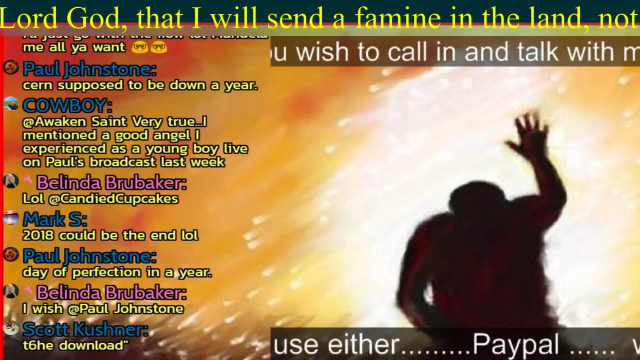 Lord God, that I will send a famine in the land, not
me all ya want
Paul Johnstone:
cern supposed to be down a year.
COWBOY:
@Awaken Saint Very true..I
mentioned a good angel I
experienced as a young boy live
on Paul's broadcast last week
Belinda Brubaker:
Lol @CandiedCupcakes
Mark S:
2018 could be the end lol
Paul Johnstone:
day of perfection in a year.
Belinda Brubaker:
I wish @Paul Johnstone
Scott Kushner:
t6he download"
u wish to call in and talk with m
use either.........Paypal ......